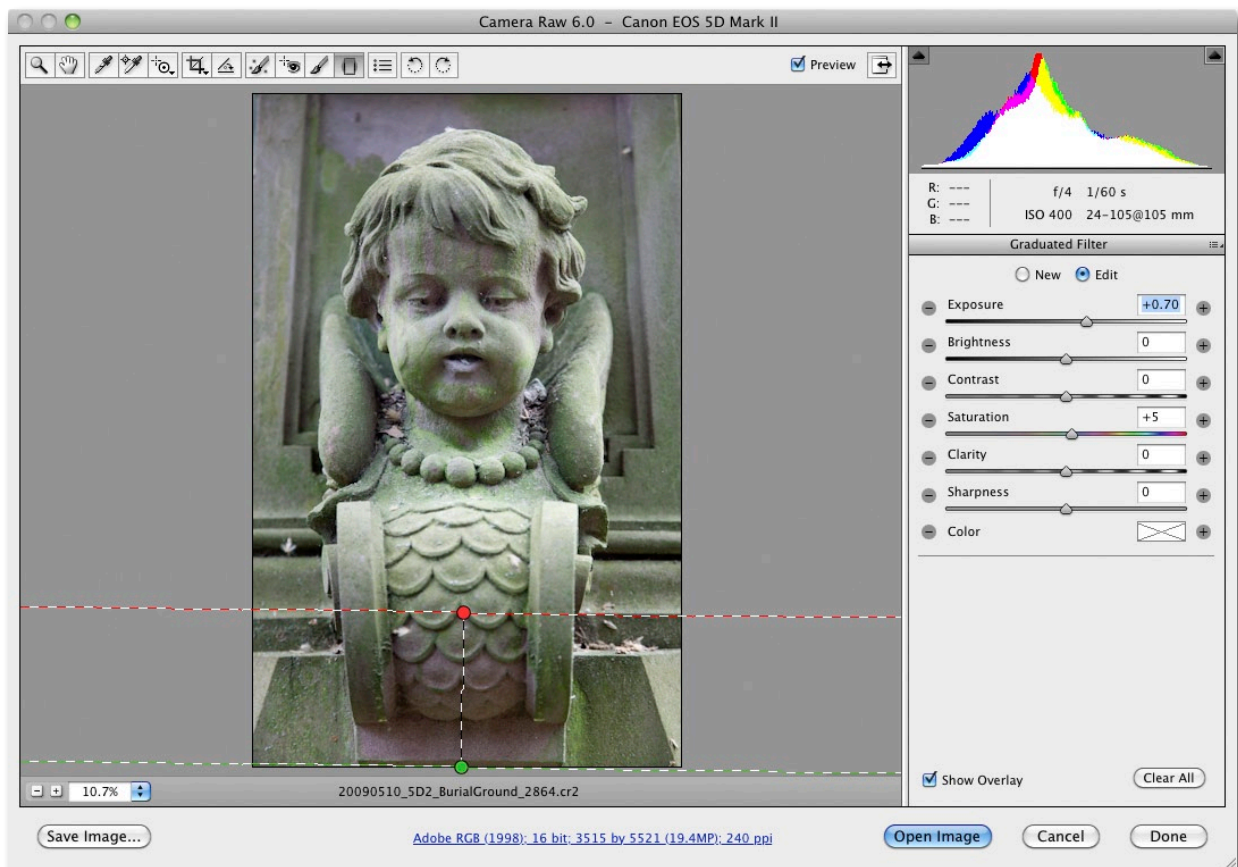 Camera Raw 6.0 – Canon EOS 5D Mark II
Preview
R: ---
G: ---
B: ---
f/4 1/60 s
ISO 400 24-105@105 mm
Graduated Filter
New Edit
Exposure +0.70
Brightness 0
Contrast 0
Saturation +5
Clarity 0
Sharpness 0
Color
Show Overlay Clear All
10.7% 20090510_5D2_BurialGround_2864.cr2
Save Image... Adobe RGB (1998); 16 bit; 3515 by 5521 (19.4MP); 240 ppi Open Image Cancel Done